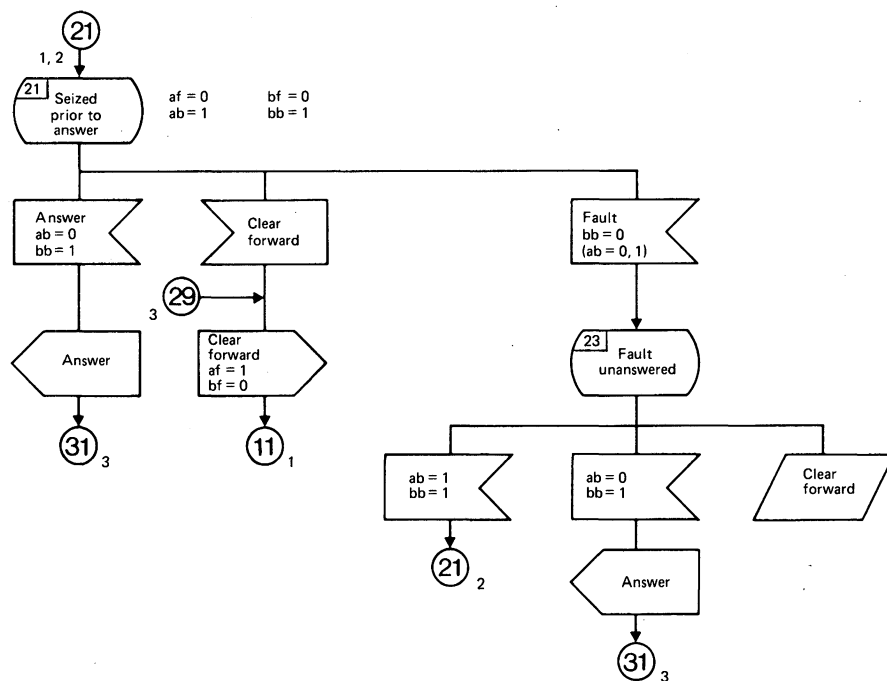 21
1, 2
21
Seized
prior to
answer
af = 0
ab = 1
bf = 0
bb = 1
Answer
ab = 0
bb = 1
Clear
forward
Fault
bb = 0
(ab = 0, 1)
29
3
Answer
Clear
forward
af = 1
bf = 0
23
Fault
unanswered
31
3
11
1
ab = 1
bb = 1
ab = 0
bb = 1
Clear
forward
21
2
Answer
31
3